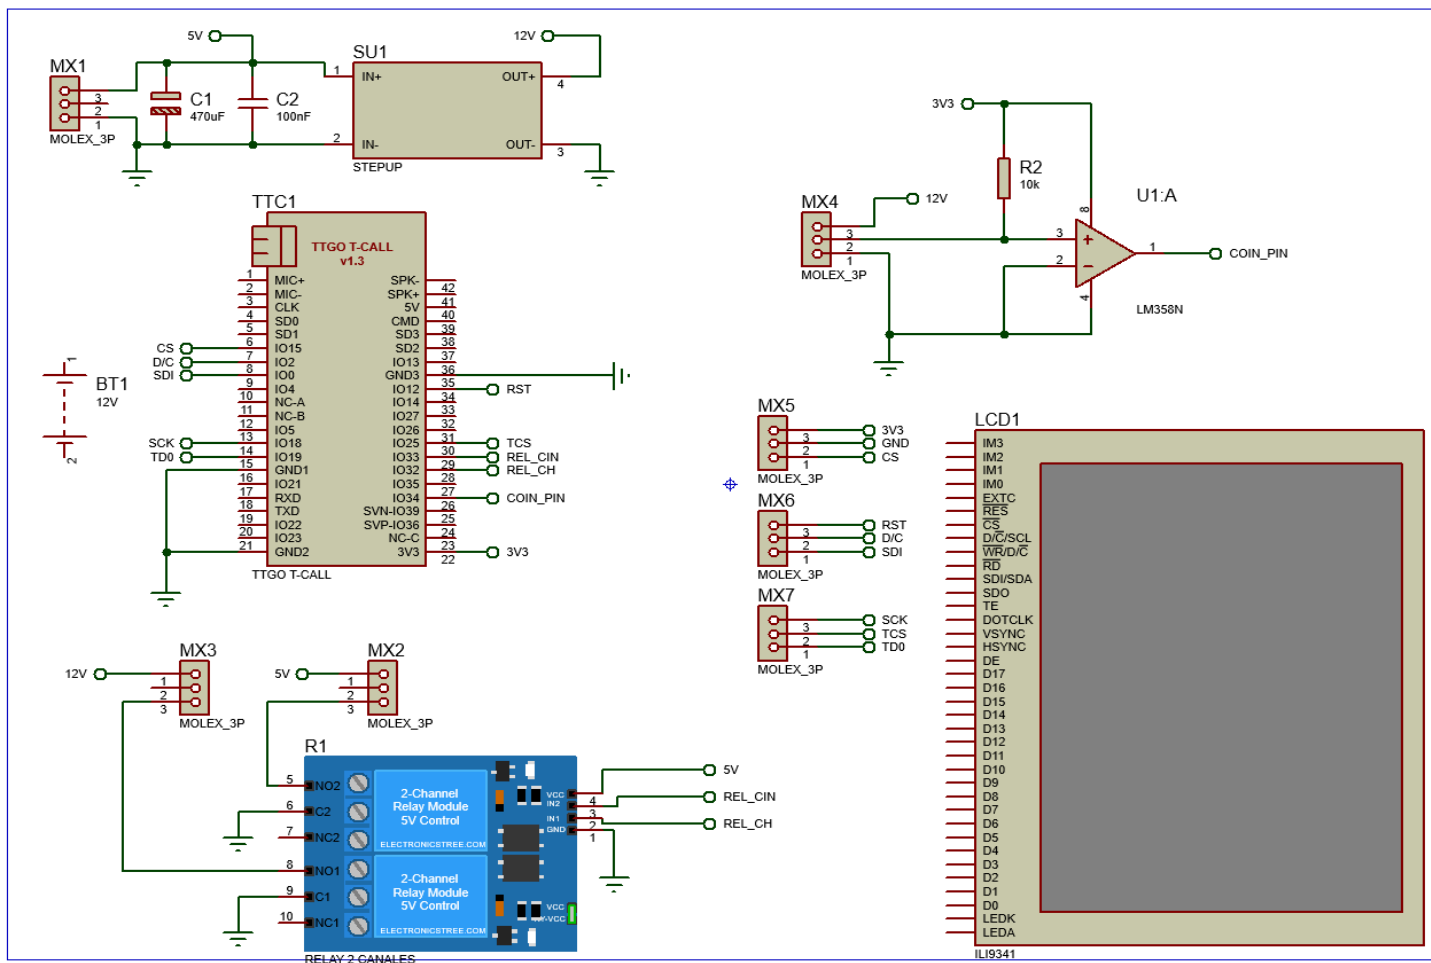 5V
12V
MX1
3
2
1
MOLEX_3P
C1
470uF
C2
100nF
SU1
1
IN+
OUT+
4
2
IN-
OUT-
3
STEPUP
3V3
R2
10k
MX4
12V
3
2
1
MOLEX_3P
U1:A
8
3
2
1
4
COIN_PIN
LM358N
TTC1
TTGO T-CALL
v1.3
1 MIC+ SPK- 42
2 MIC- SPK+ 41
3 CLK 5V 40
4 SD0 CMD 39
5 SD1 SD3 38
CS 6 IO15 SD2 37
D/C 7 IO2 IO13 36
SDI 8 IO0 GND3 35
9 IO4 IO12 34 RST
10 NC-A IO14 33
11 NC-B IO27 32
12 IO5 IO26 31
SCK 13 IO18 IO25 30 TCS
TD0 14 IO19 IO33 29 REL_CIN
15 GND1 IO32 28 REL_CH
16 IO21 IO35 27
17 RXD IO34 26 COIN_PIN
18 TXD SVN-IO39 25
19 IO22 SVP-IO36 24
20 IO23 NC-C 23
21 GND2 3V3 22 3V3
TTGO T-CALL
1
BT1
12V
2
MX5
3 3V3
2 GND
1 CS
MOLEX_3P
MX6
3 RST
2 D/C
1 SDI
MOLEX_3P
MX7
3 SCK
2 TCS
1 TD0
MOLEX_3P
LCD1
IM3
IM2
IM1
IM0
EXTC
RES
CS
D/C/SCL
WR/D/C
RD
SDI/SDA
SDO
TE
DOTCLK
VSYNC
HSYNC
DE
D17
D16
D15
D14
D13
D12
D11
D10
D9
D8
D7
D6
D5
D4
D3
D2
D1
D0
LEDK
LEDA
ILI9341
MX3
12V
1
2
3
MOLEX_3P
MX2
5V
1
2
3
MOLEX_3P
R1
5 NO2
6 C2
7 NC2
8 NO1
9 C1
10 NC1
2-Channel
Relay Module
5V Control
ELECTRONICSTREE.COM
2-Channel
Relay Module
5V Control
ELECTRONICSTREE.COM
VCC 4 5V
IN2 3 REL_CIN
IN1 2 REL_CH
GND 1
VCC
RELAY 2 CANALES